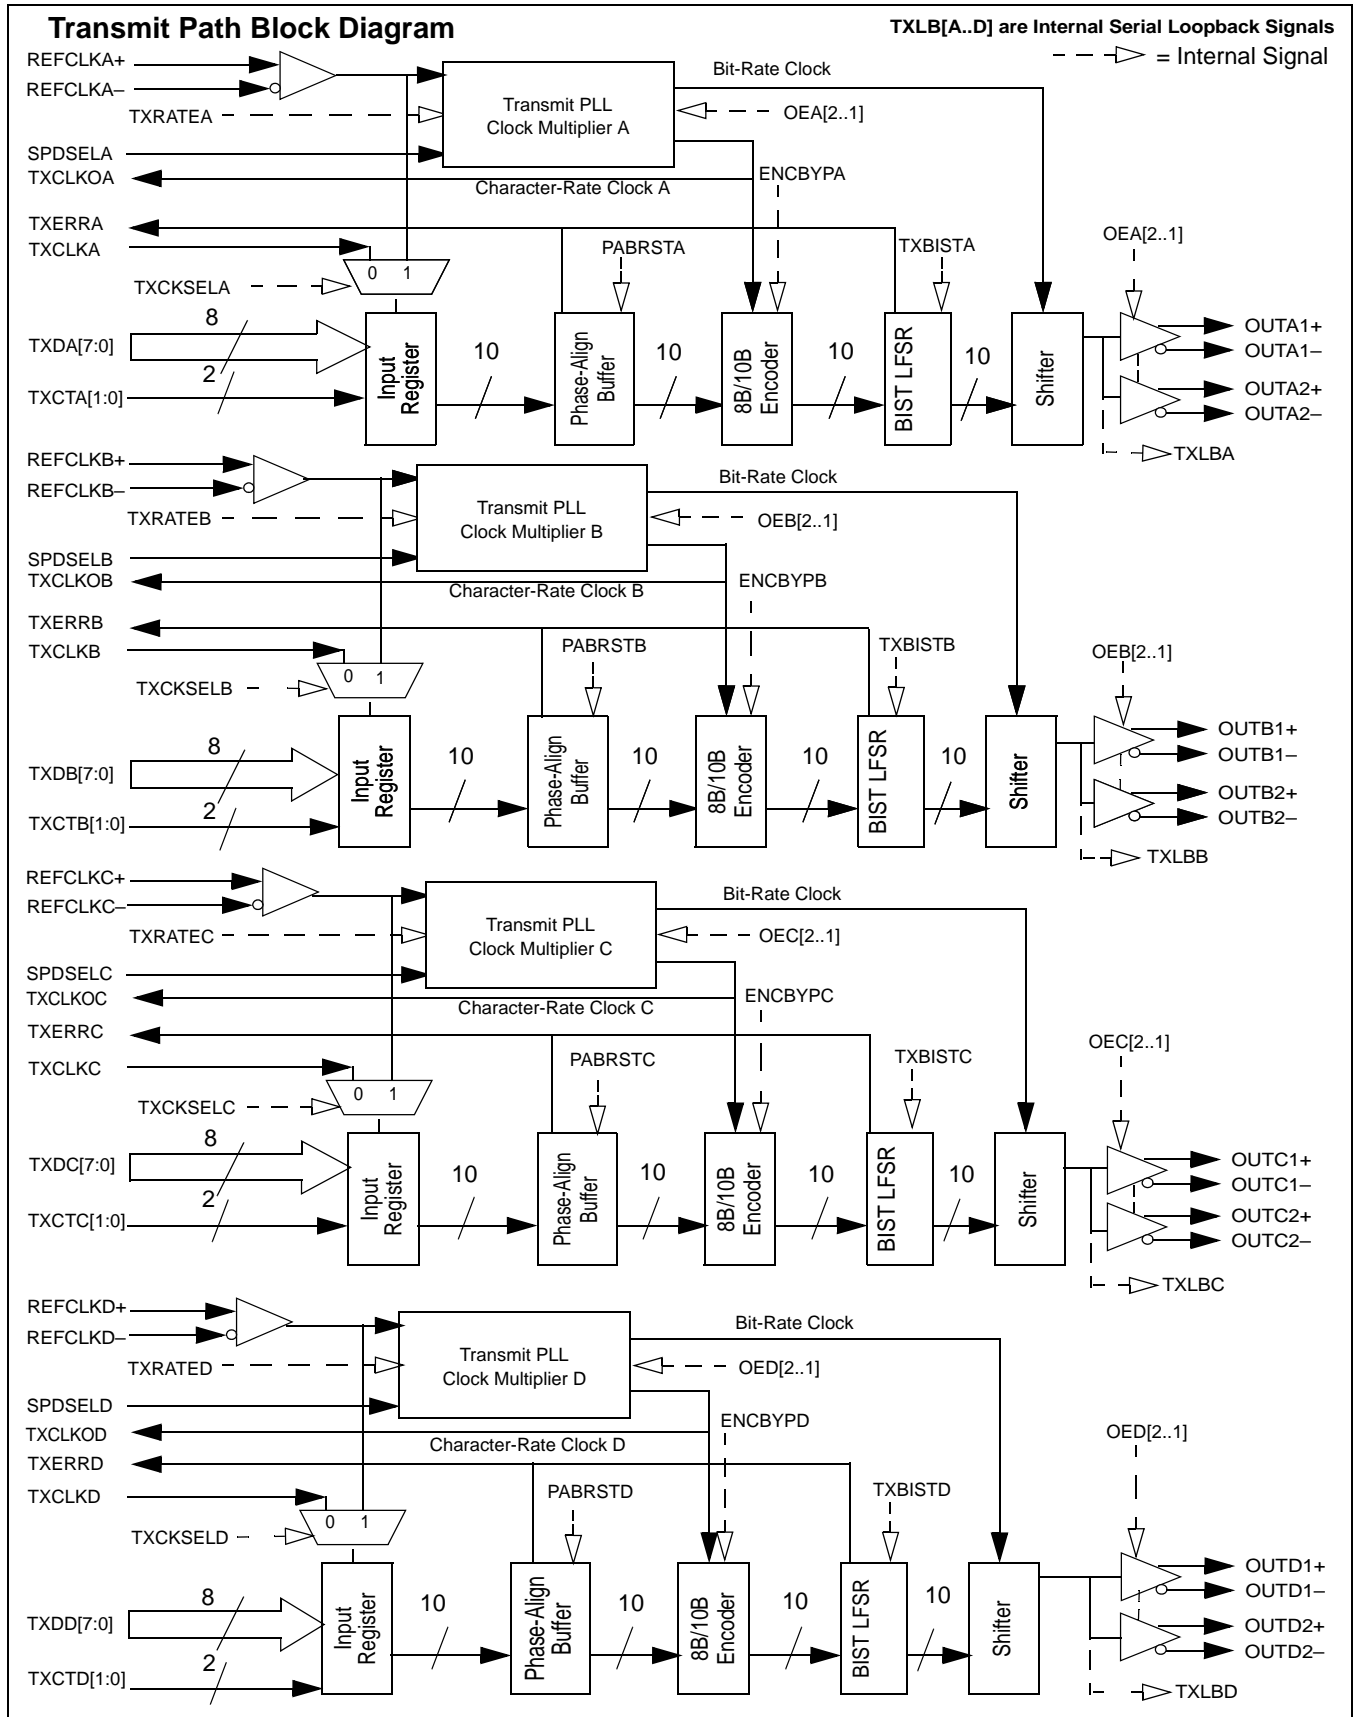 Transmit Path Block Diagram
TXLB[A..D] are Internal Serial Loopback Signals
= Internal Signal
REFCLKA+
REFCLKA–
Bit-Rate Clock
TXRATEA
Transmit PLL
Clock Multiplier A
OEA[2..1]
SPDSELA
TXCLKOA
Character-Rate Clock A
ENCBYPA
TXERRA
TXCLKA
PABRSTA
TXBISTA
OEA[2..1]
0 1
TXCKSELA
TXDA[7:0]
8
2
TXCTA[1:0]
Input
Register
10
Phase-Align
Buffer
10
8B/10B
Encoder
10
BIST LFSR
10
Shifter
OUTA1+
OUTA1–
OUTA2+
OUTA2–
TXLBA
REFCLKB+
REFCLKB–
Bit-Rate Clock
TXRATEB
Transmit PLL
Clock Multiplier B
OEB[2..1]
SPDSELB
TXCLKOB
Character-Rate Clock B
ENCBYPB
TXERRB
TXCLKB
PABRSTB
TXBISTB
OEB[2..1]
0 1
TXCKSELB
TXDB[7:0]
8
2
TXCTB[1:0]
Input
Register
10
Phase-Align
Buffer
10
8B/10B
Encoder
10
BIST LFSR
10
Shifter
OUTB1+
OUTB1–
OUTB2+
OUTB2–
TXLBB
REFCLKC+
REFCLKC–
Bit-Rate Clock
TXRATEC
Transmit PLL
Clock Multiplier C
OEC[2..1]
SPDSELC
TXCLKOC
Character-Rate Clock C
ENCBYPC
TXERRC
TXCLKC
PABRSTC
TXBISTC
OEC[2..1]
0 1
TXCKSELC
TXDC[7:0]
8
2
TXCTC[1:0]
Input
Register
10
Phase-Align
Buffer
10
8B/10B
Encoder
10
BIST LFSR
10
Shifter
OUTC1+
OUTC1–
OUTC2+
OUTC2–
TXLBC
REFCLKD+
REFCLKD–
Bit-Rate Clock
TXRATED
Transmit PLL
Clock Multiplier D
OED[2..1]
SPDSELD
TXCLKOD
Character-Rate Clock D
ENCBYPD
TXERRD
TXCLKD
PABRSTD
TXBISTD
OED[2..1]
0 1
TXCKSELD
TXDD[7:0]
8
2
TXCTD[1:0]
Input
Register
10
Phase-Align
Buffer
10
8B/10B
Encoder
10
BIST LFSR
10
Shifter
OUTD1+
OUTD1–
OUTD2+
OUTD2–
TXLBD